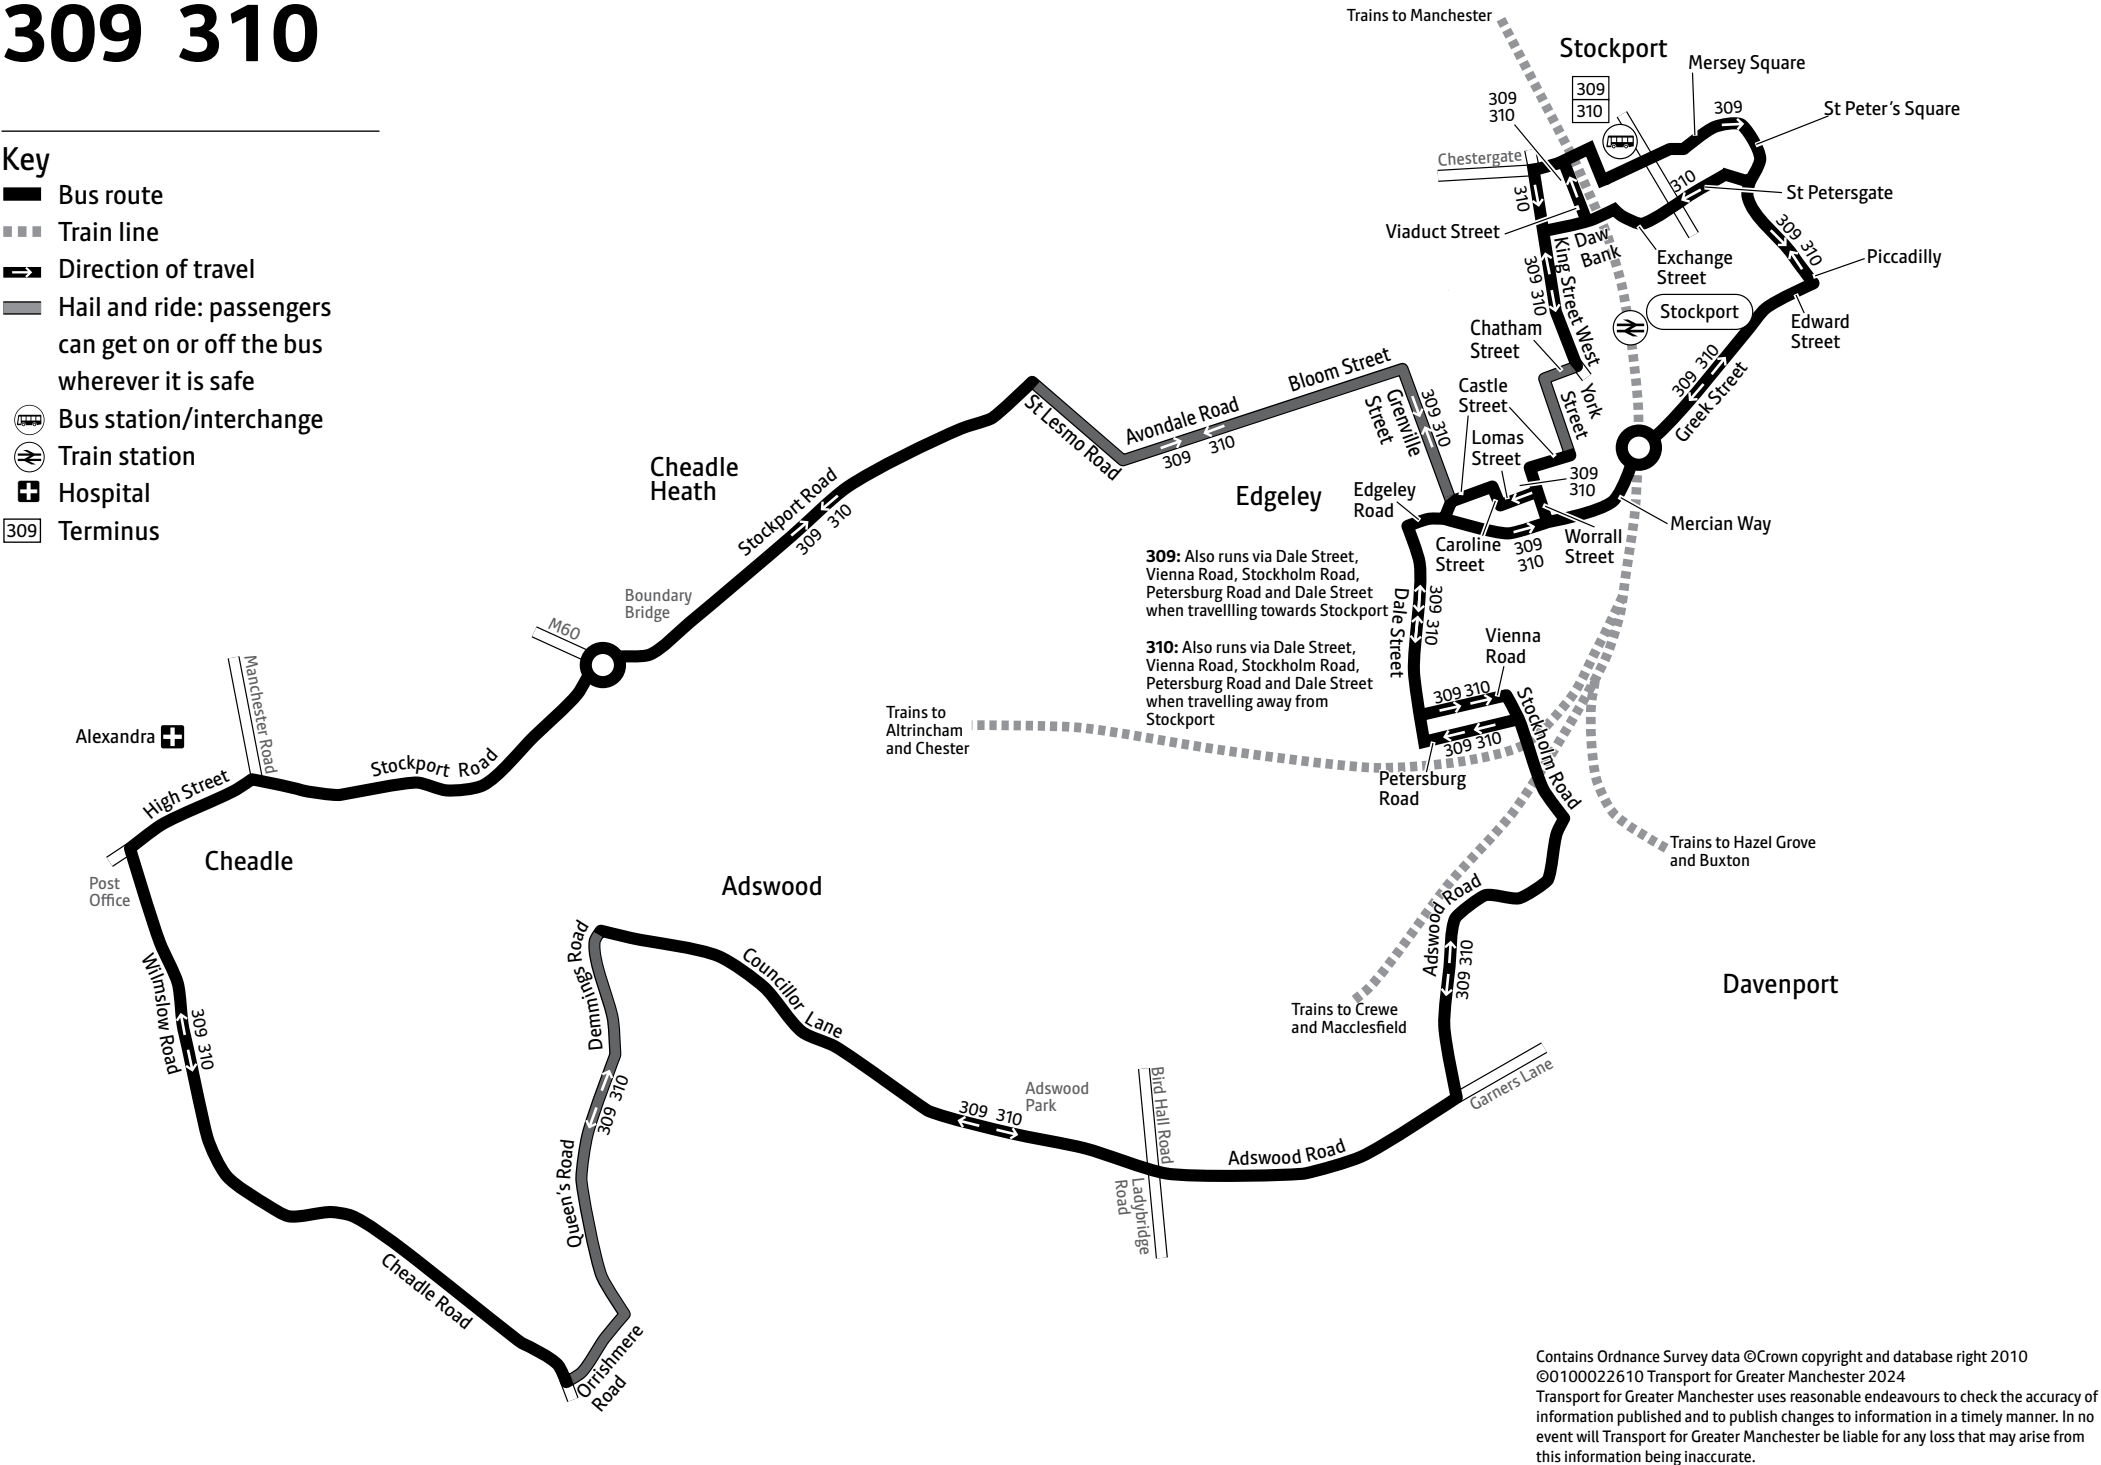 309 310
Key
Bus route
Train line
Direction of travel
Hail and ride: passengers
can get on or off the bus
wherever it is safe
Bus station/interchange
Train station
Hospital
309 Terminus
Trains to Manchester
Stockport
309
310
Mersey Square
309
St Peter's Square
309
310
Chestergate
310
310
St Petersgate
Viaduct Street
Daw
Bank
Exchange
Street
309 310
Piccadilly
King Street West
309 310
Stockport
Edward
Street
Chatham
Street
309 310
Greek Street
York
Street
Castle
Street
Lomas
Street
309
310
Bloom Street
Grenville
Street
309 310
Avondale Road
309 310
St Lesmo Road
Cheadle
Heath
Stockport Road
309 310
Edgeley
Edgeley
Road
Caroline
Street
309
310
Worrall
Street
Mercian Way
309: Also runs via Dale Street,
Vienna Road, Stockholm Road,
Petersburg Road and Dale Street
when travellling towards Stockport
310: Also runs via Dale Street,
Vienna Road, Stockholm Road,
Petersburg Road and Dale Street
when travelling away from
Stockport
Dale Street
309 310
Vienna
Road
309 310
Stockholm Road
309 310
Petersburg
Road
Boundary
Bridge
M60
Manchester Road
Alexandra
Stockport Road
High Street
Trains to
Altrincham
and Chester
Trains to Hazel Grove
and Buxton
Cheadle
Post
Office
Adswood
Adswood Road
309 310
Davenport
Trains to Crewe
and Macclesfield
Wilmslow Road
309 310
Demmings Road
Councillor Lane
309 310
Adswood
Park
309 310
Bird Hall Road
Garners Lane
Adswood Road
Ladybridge
Road
Queen's Road
Cheadle Road
Orrishmere
Road
Contains Ordnance Survey data ©Crown copyright and database right 2010
©0100022610 Transport for Greater Manchester 2024
Transport for Greater Manchester uses reasonable endeavours to check the accuracy of
information published and to publish changes to information in a timely manner. In no
event will Transport for Greater Manchester be liable for any loss that may arise from
this information being inaccurate.